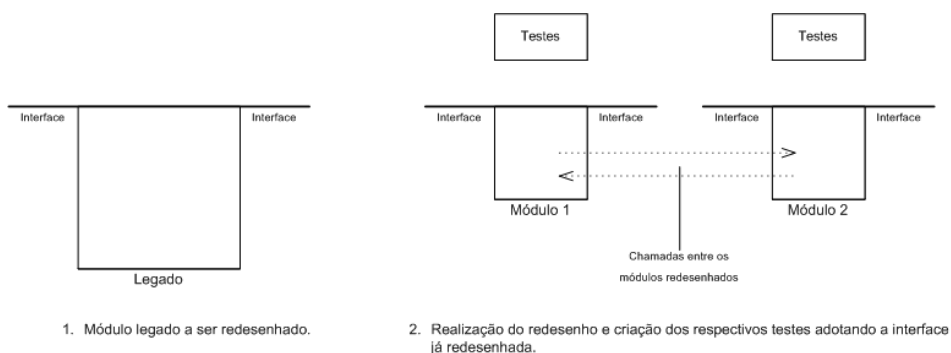 Testes
Testes
Interface
Interface
Interface
Interface
Interface
Interface
Legado
Módulo 1
Módulo 2
Chamadas entre os
módulos redesenhados
1. Módulo legado a ser redesenhado.
2. Realização do redesenho e criação dos respectivos testes adotando a interface
já redesenhada.